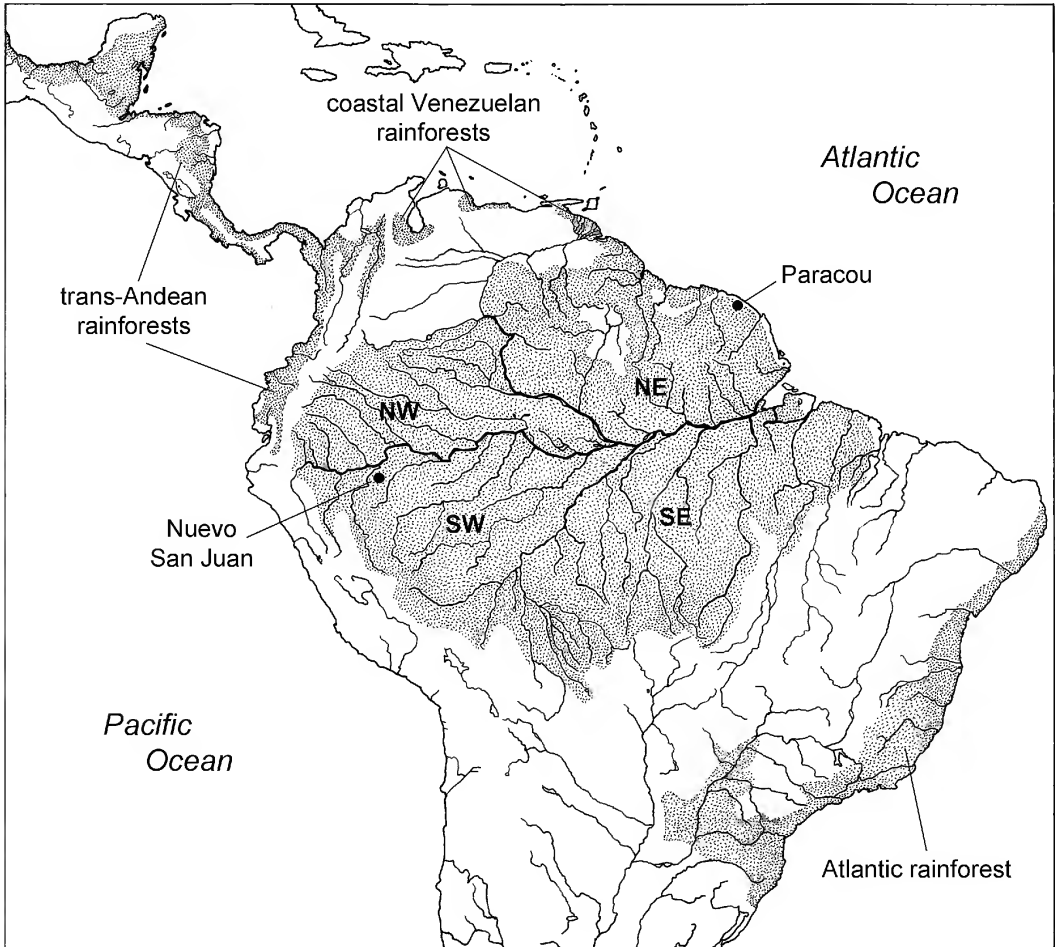 coastal Venezuelan
rainforests
Atlantic
Ocean
Paracou
trans-Andean
rainforests
NE
NW
Nuevo
San Juan
SW
SE
Pacific
Ocean
Atlantic rainforest